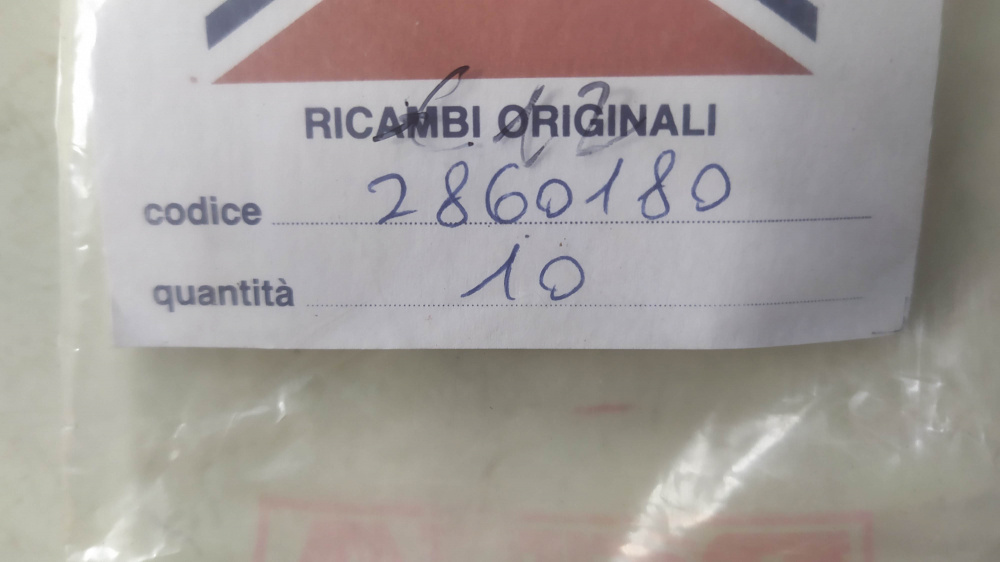 RICAMBI ORIGINALI
codice 2860180
quantità 10